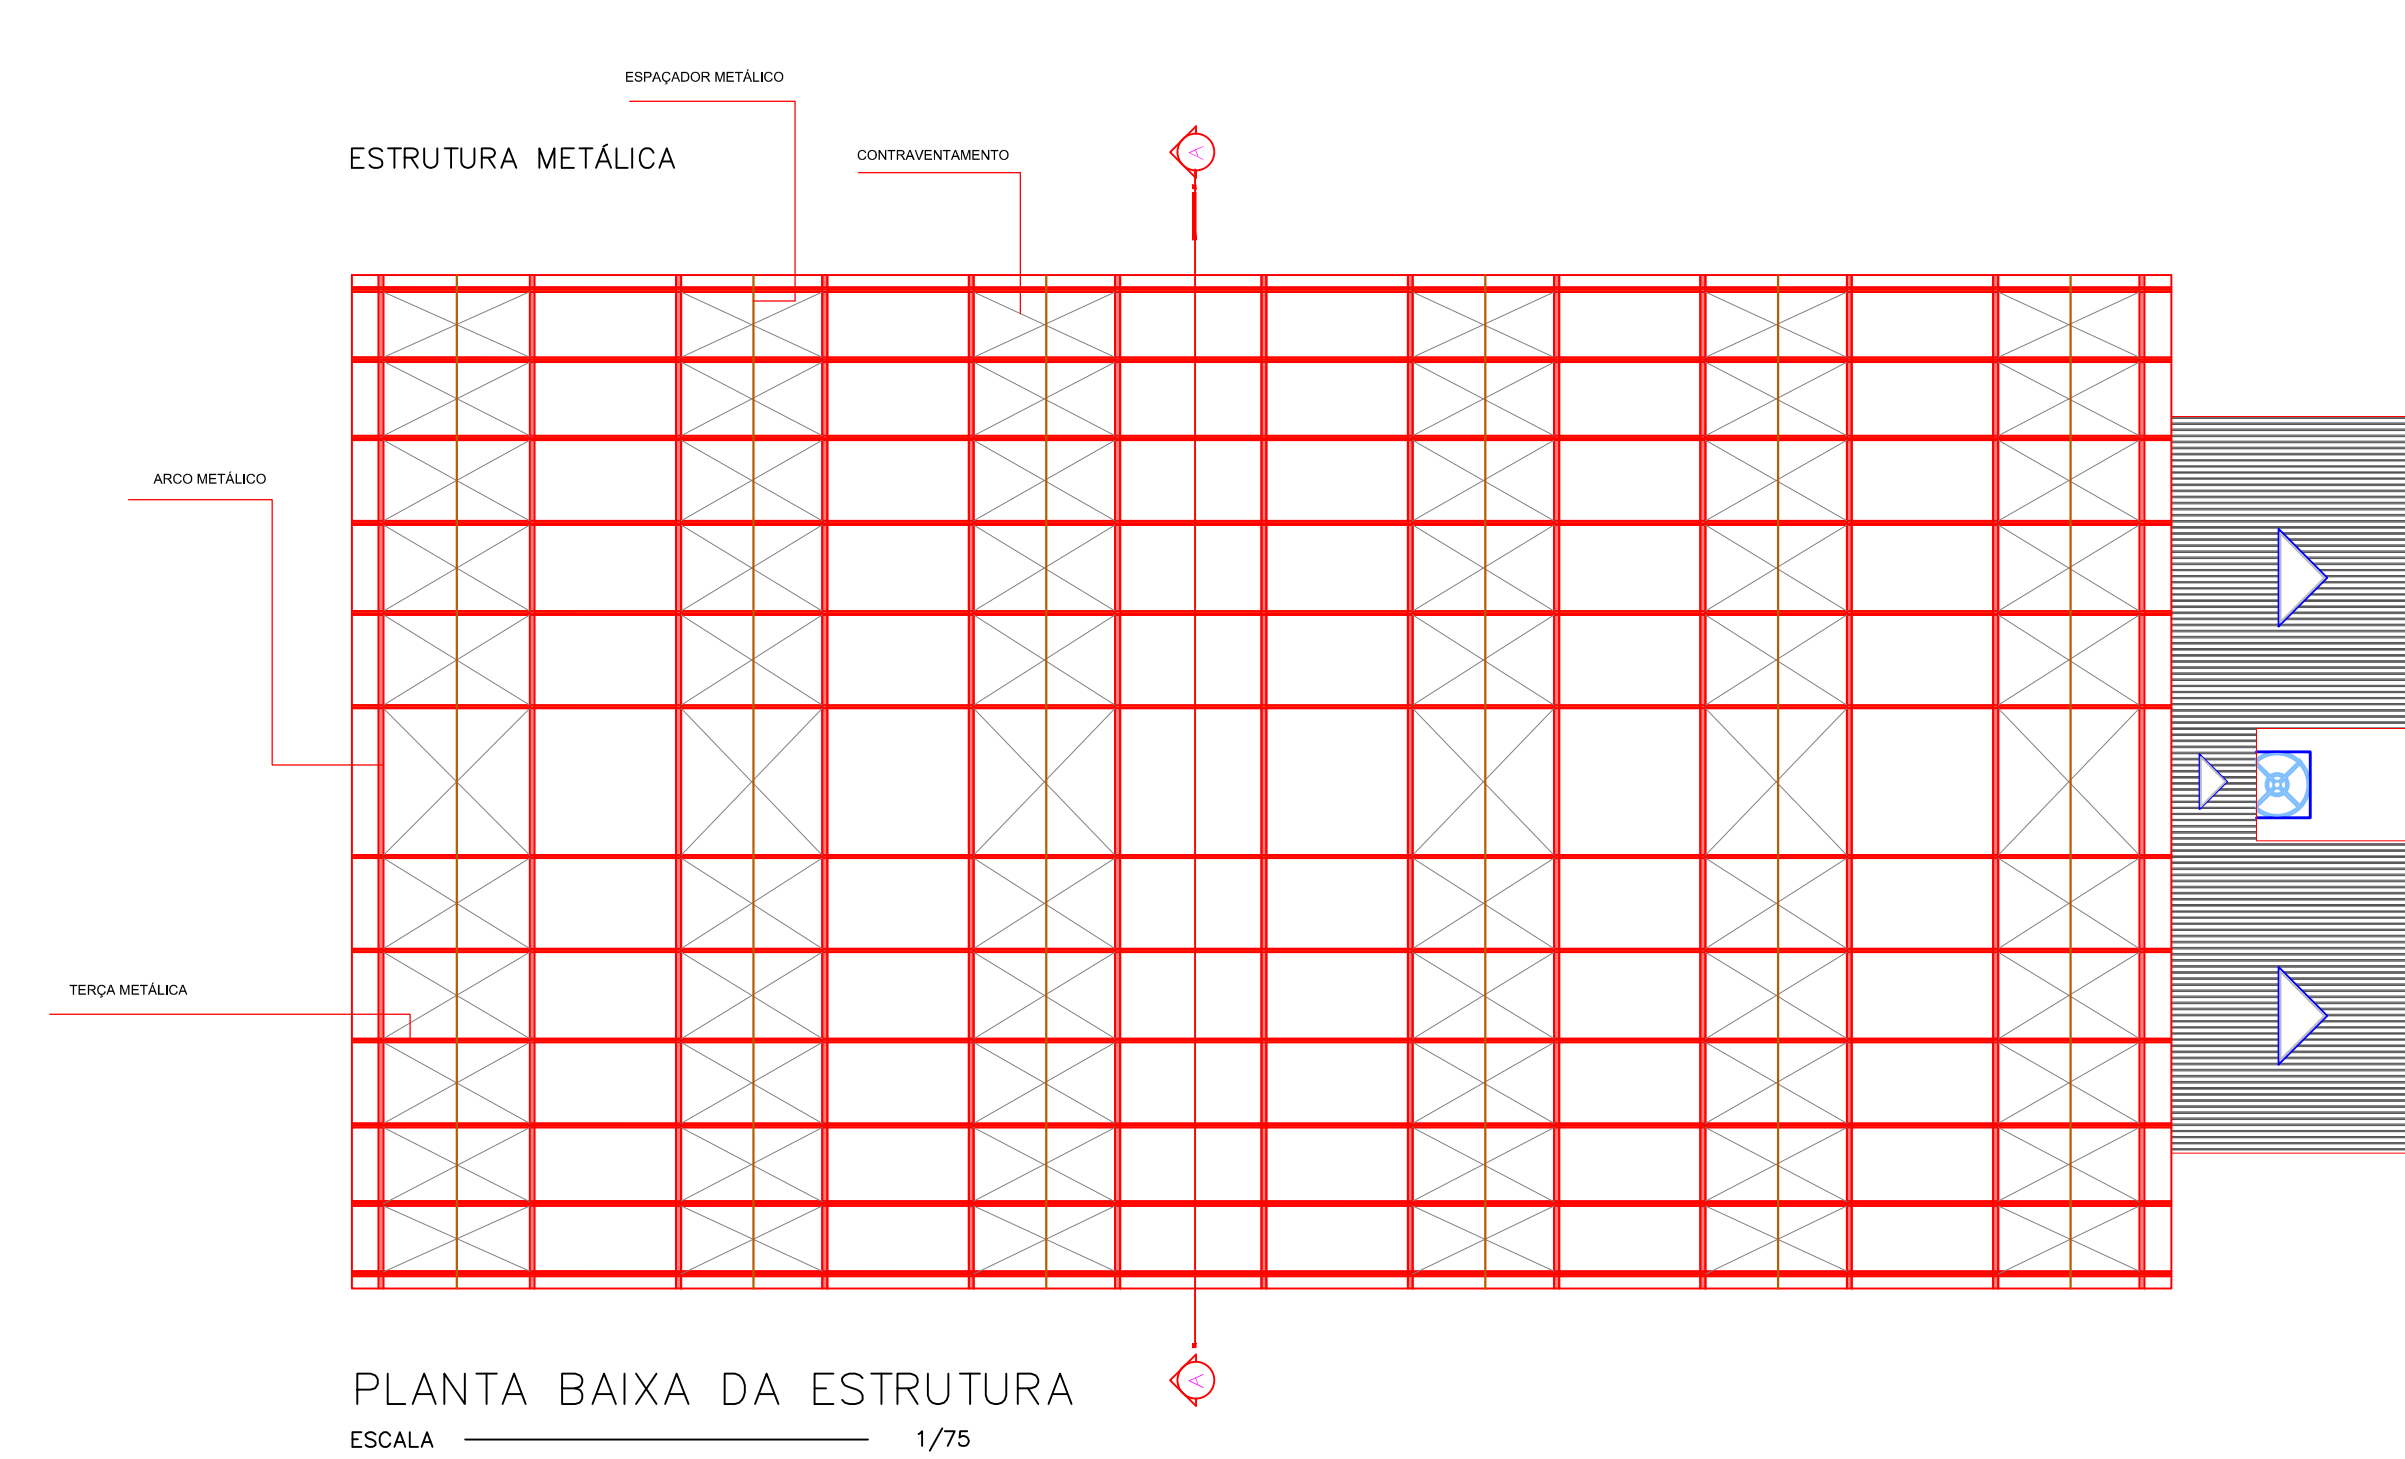 ESPAÇADOR METÁLICO
ESTRUTURA METÁLICA
CONTRAVENTAMENTO
A
ARCO METÁLICO
TERÇA METÁLICA
A
PLANTA BAIXA DA ESTRUTURA
ESCALA 1/75